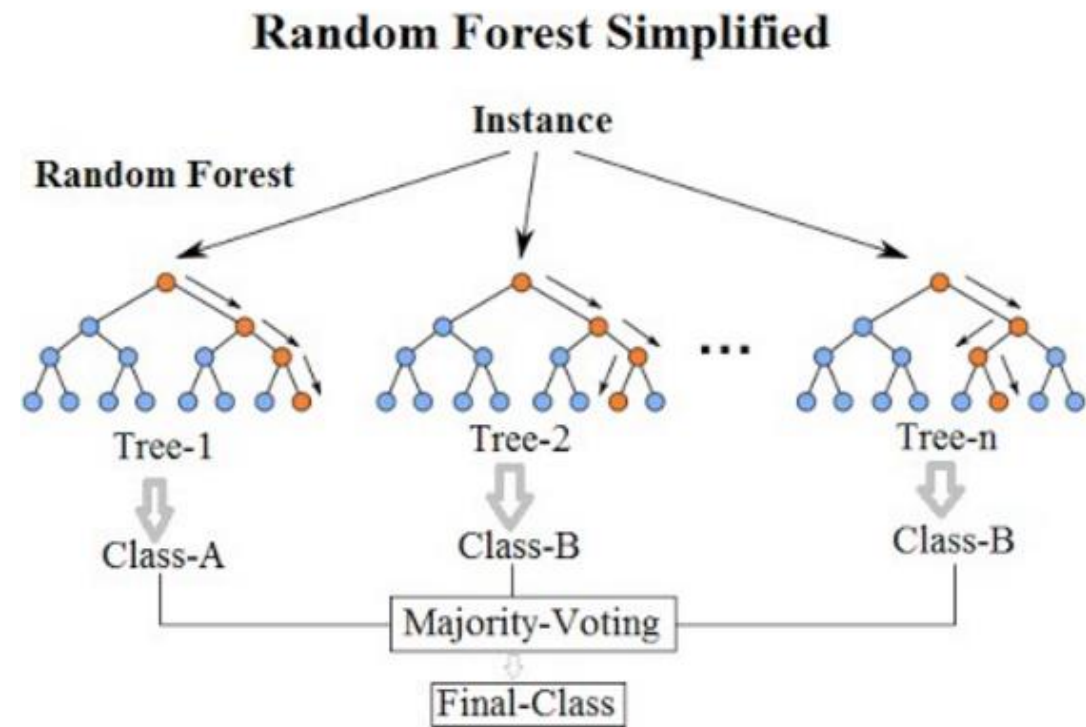 Random Forest Simplified
Instance
Random Forest
...
Tree-1
Tree-2
Tree-n
Class-A
Class-B
Class-B
Majority-Voting
Final-Class